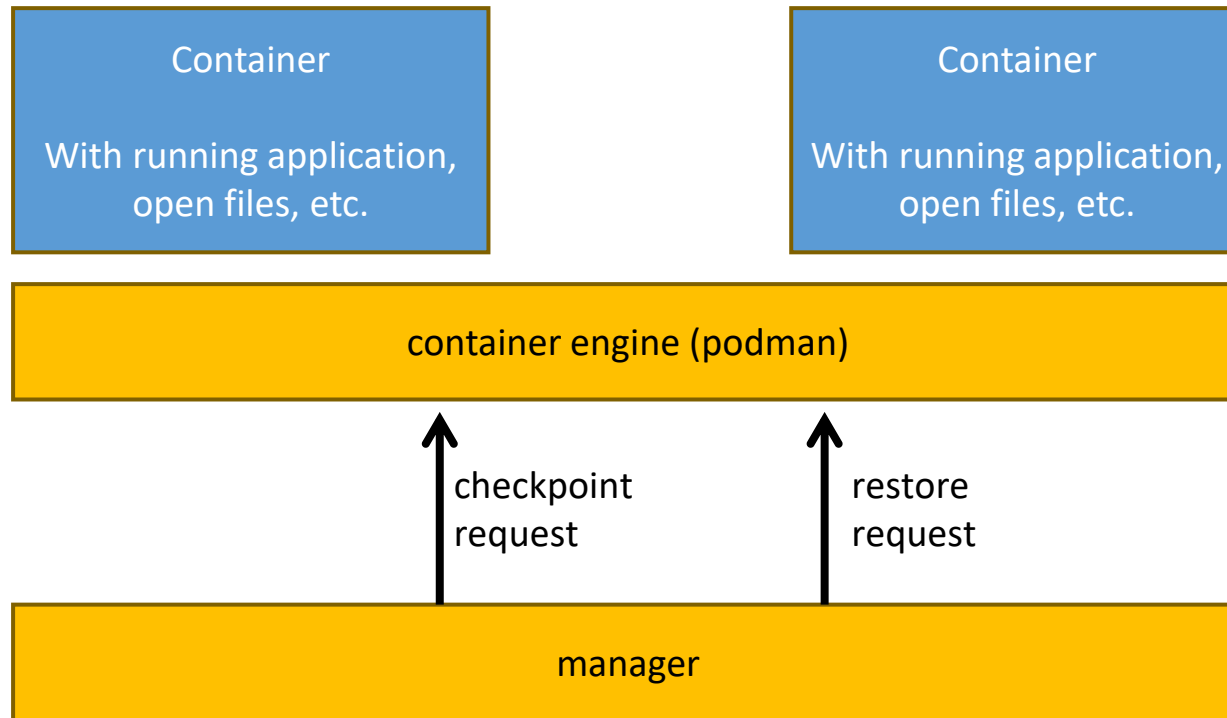 Container
With running application,
open files, etc.
Container
With running application,
open files, etc.
container engine (podman)
checkpoint
request
restore
request
manager